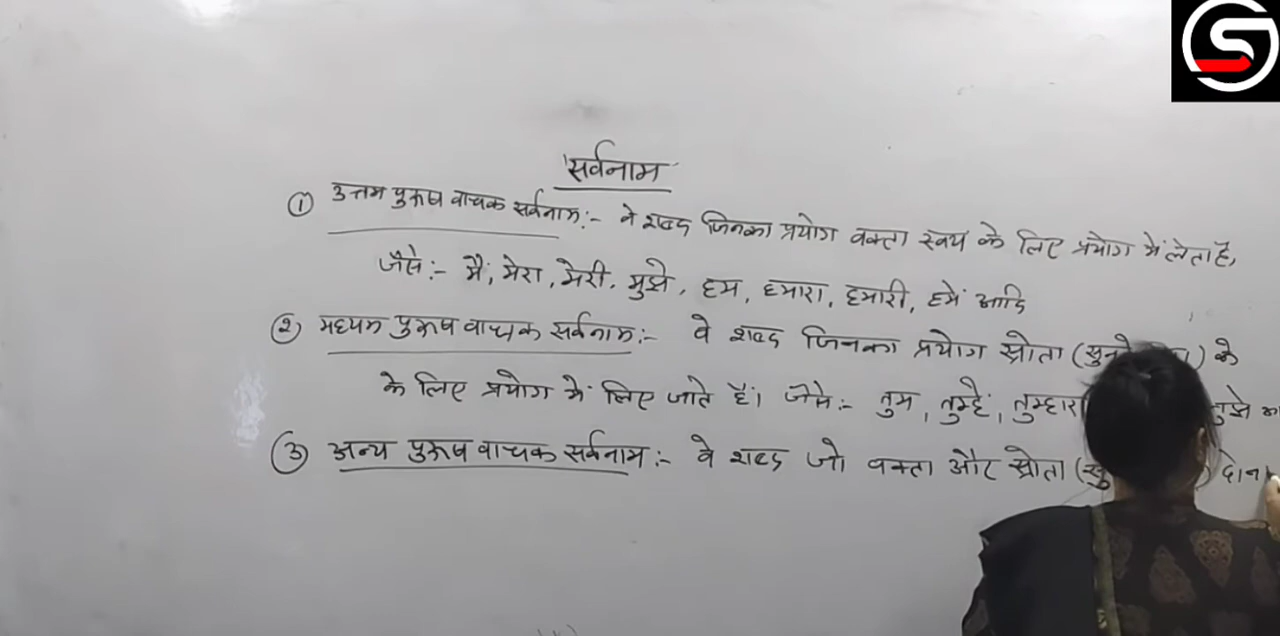 सर्वनाम
① उत्तम पुरूष वाचक सर्वनाम :- वे शब्द जिनका प्रयोग वक्ता स्वय के लिए प्रयोग में लेता है,
जैसे :- मैं, मेरा, मेरी, मुझे, हम, हमारा, हमारी, हमें आदि
② मध्यम पुरूष वाचक सर्वनाम :- वे शब्द जिनका प्रयोग स्रोता ( ) के
के लिए प्रयोग में लिए जाते हैं। जैसे :- तुम, तुम्हें, तुम्हारा
③ अन्य पुरूष वाचक सर्वनाम :- वे शब्द जो वक्ता और स्रोता (